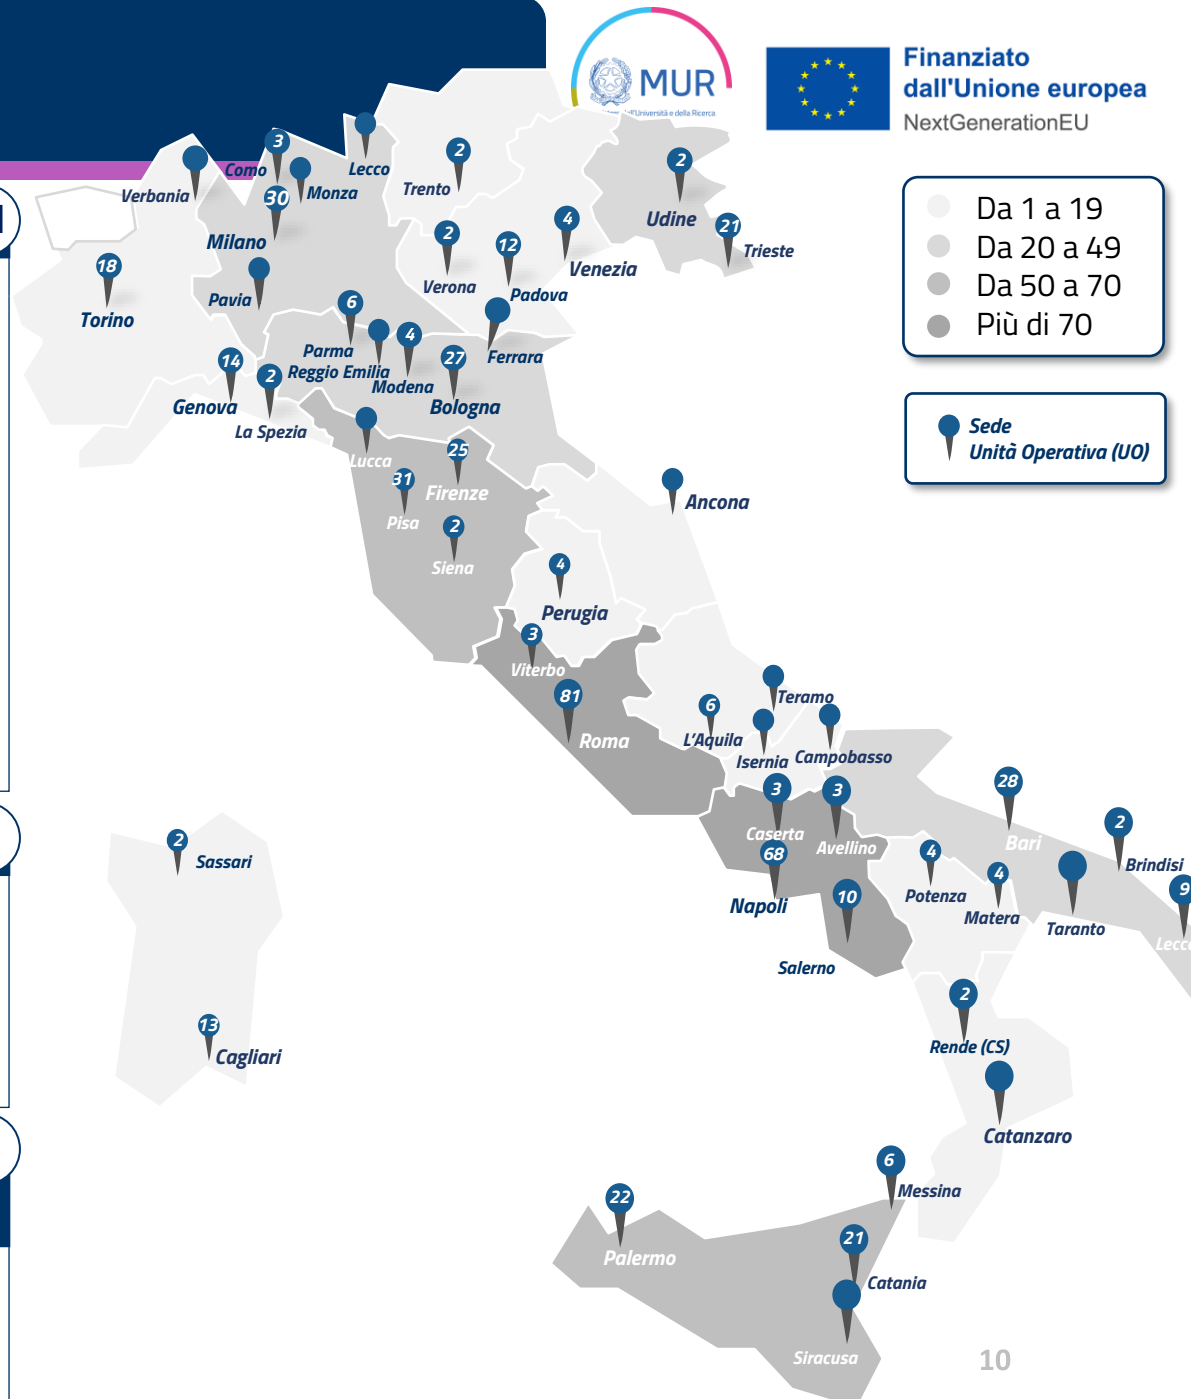 MUR
Finanziato
dall'Unione europea
NextGenerationEU
Da 1 a 19
Da 20 a 49
Da 50 a 70
Più di 70
Sede
Unità Operativa (UO)
Verbania
3
Como
Monza
Lecco
30
Milano
Pavia
2
Trento
2
Udine
21
Trieste
4
Venezia
12
Padova
2
Verona
18
Torino
6
Parma
Reggio Emilia
4
Modena
27
Bologna
Ferrara
14
Genova
2
La Spezia
Lucca
25
Firenze
31
Pisa
2
Siena
Ancona
4
Perugia
3
Viterbo
81
Roma
6
L'Aquila
Teramo
Isernia
Campobasso
3
Caserta
3
Avellino
68
Napoli
10
Salerno
28
Bari
2
Brindisi
Taranto
9
4
Potenza
4
Matera
2
Sassari
13
Cagliari
2
Rende (CS)
Catanzaro
6
Messina
22
Palermo
21
Catania
Siracusa
10